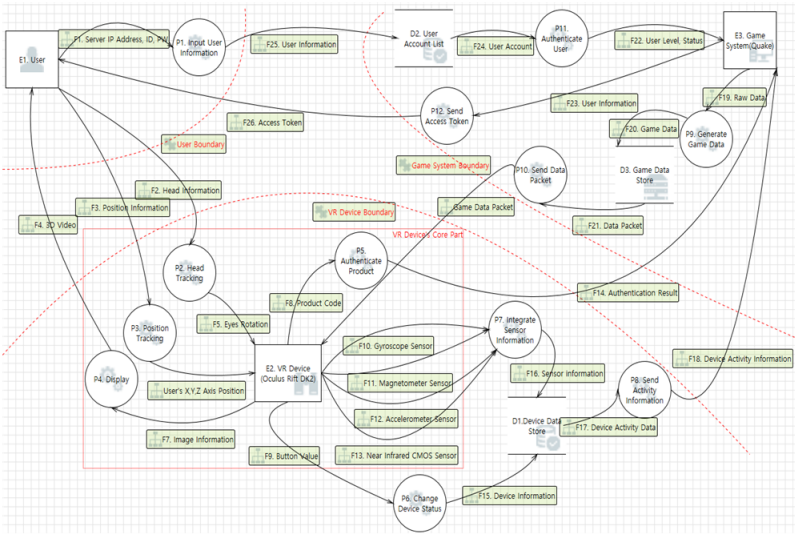 F1. Server IP Address, ID, PW
E1. User
P1. Input User
Information
F25. User Information
D2. User
Account List
F24. User Account
P11.
Authenticate
User
F22. User Level, Status
E3. Game
System(Quake)
F19. Raw Data
F23. User Information
P12. Send
Access Token
F26. Access Token
F20. Game Data
P9. Generate
Game Data
User Boundary
Game System Boundary
P10. Send Data
Packet
D3. Game Data
Store
F2. Head Information
F3. Position Information
F4. 3D Video
VR Device Boundary
Game Data Packet
F21. Data Packet
VR Device's Core Part
P5.
Authenticate
Product
P2. Head
Tracking
F8. Product Code
F14. Authentication Result
F5. Eyes Rotation
P3. Position
Tracking
P7. Integrate
Sensor
Information
F10. Gyroscope Sensor
F18. Device Activity Information
E2. VR Device
(Oculus Rift DK2)
P4. Display
F16. Sensor Information
User's X,Y,Z Axis Position
F11. Magnetometer Sensor
P8. Send
Activity
Information
F12. Accelerometer Sensor
D1.Device Data
Store
F17. Device Activity Data
F7. Image Information
F9. Button Value
F13. Near Infrared CMOS Sensor
P6. Change
Device Status
F15. Device Information